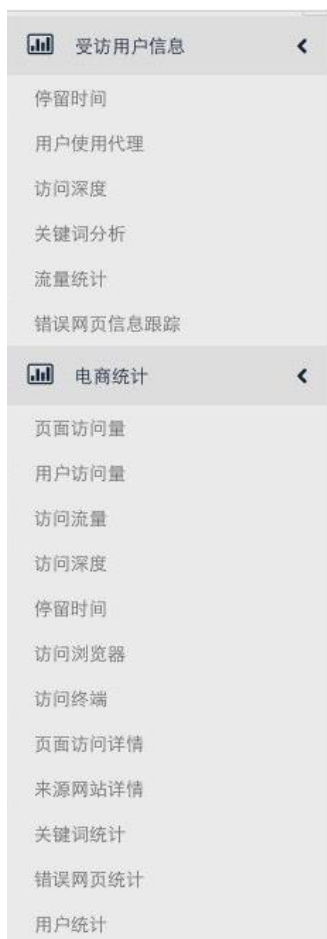 受访用户信息
停留时间
用户使用代理
访问深度
关键词分析
流量统计
错误网页信息跟踪
电商统计
页面访问量
用户访问量
访问流量
访问深度
停留时间
访问浏览器
访问终端
页面访问详情
来源网站详情
关键词统计
错误网页统计
用户统计